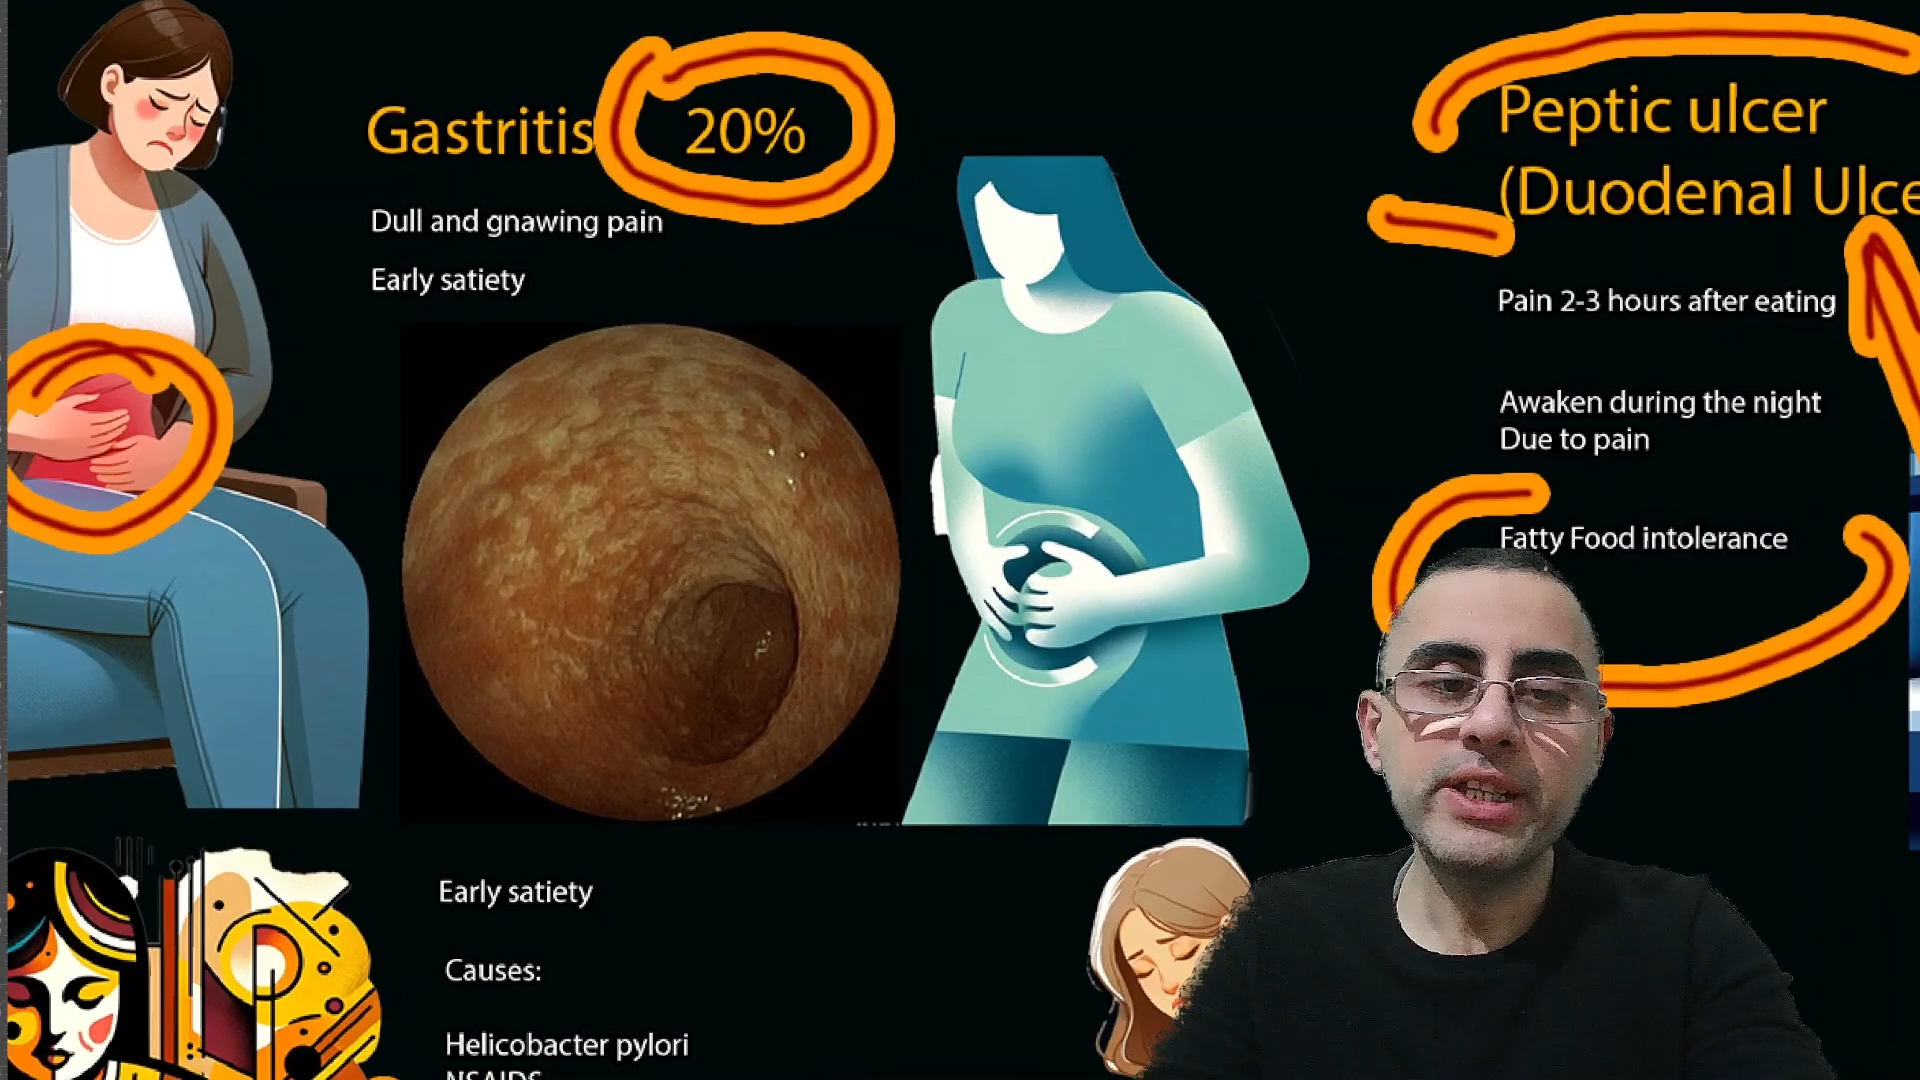 Gastritis 20%
Dull and gnawing pain
Early satiety
Early satiety
Causes:
Helicobacter pylori
NSAIDS
Peptic ulcer
(Duodenal Ulce
Pain 2-3 hours after eating
Awaken during the night
Due to pain
Fatty Food intolerance